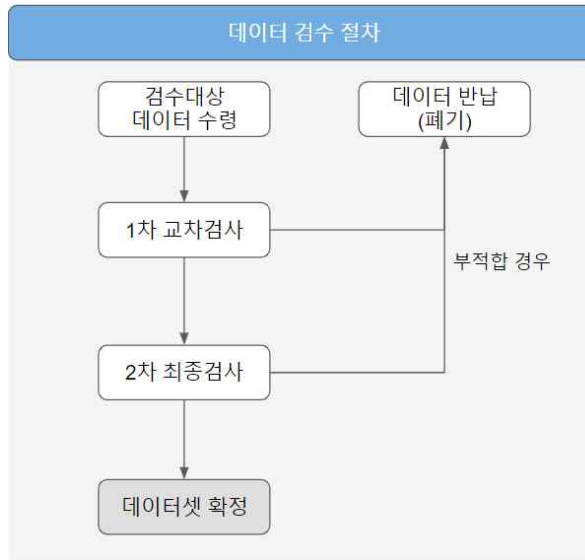 데이터 검수 절차
검수대상
데이터 수령
데이터 반납
(폐기)
1차 교차검사
부적합 경우
2차 최종검사
데이터셋 확정